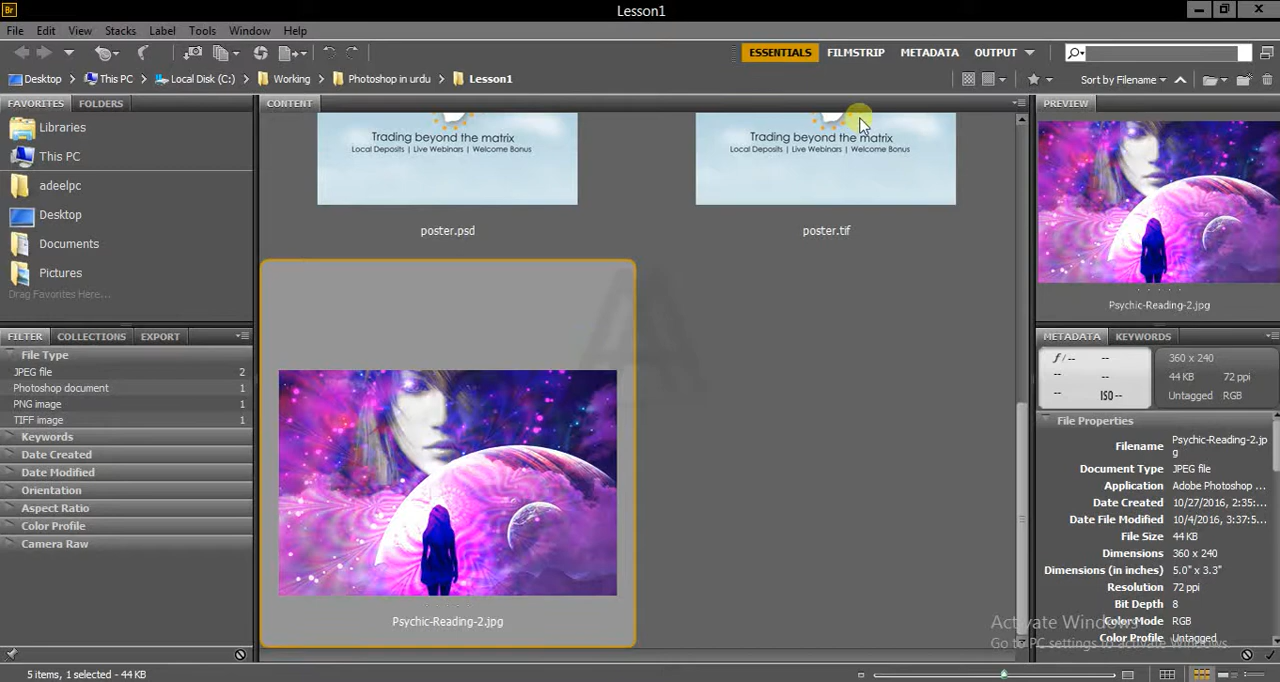 Br
Lesson1
File Edit View Stacks Label Tools Window Help
ESSENTIALS FILMSTRIP METADATA OUTPUT
Desktop This PC Local Disk (C:) Working Photoshop in urdu Lesson1
Sort by Filename
FAVORITES FOLDERS
CONTENT
PREVIEW
Libraries
This PC
adeelpc
Desktop
Documents
Pictures
Drag Favorites Here...
Trading beyond the matrix
Local Deposits | Live Webinars | Welcome Bonus
poster.psd
Trading beyond the matrix
Local Deposits | Live Webinars | Welcome Bonus
poster.tif
Psychic-Reading-2.jpg
Psychic-Reading-2.jpg
FILTER COLLECTIONS EXPORT
File Type
JPEG file 2
Photoshop document 1
PNG image 1
TIFF image 1
Keywords
Date Created
Date Modified
Orientation
Aspect Ratio
Color Profile
Camera Raw
METADATA KEYWORDS
f/-- --
-- --
-- ISO --
360 x 240
44 KB 72 ppi
Untagged RGB
File Properties
Filename Psychic-Reading-2.jp
g
Document Type JPEG file
Application Adobe Photoshop ...
Date Created 10/27/2016, 2:35...
Date File Modified 10/4/2016, 3:37:5...
File Size 44 KB
Dimensions 360 x 240
Dimensions (in inches) 5.0" x 3.3"
Resolution 72 ppi
Bit Depth 8
Color Mode RGB
Color Profile Untagged
Activate Windows
Go to PC settings to activate Windows.
5 items, 1 selected - 44 KB